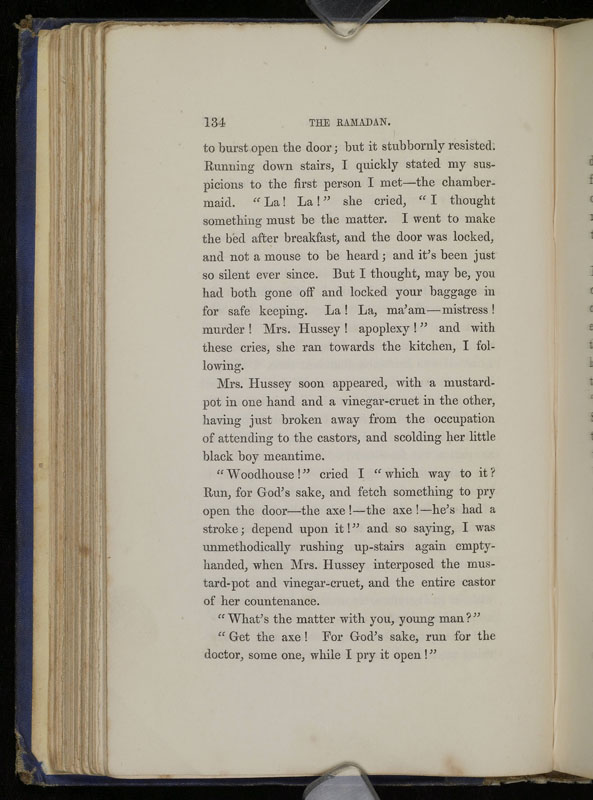 134 THE RAMADAN.
to burst open the door; but it stubbornly resisted.
Running down stairs, I quickly stated my sus-
picions to the first person I met—the chamber-
maid. "La! La!" she cried, "I thought
something must be the matter. I went to make
the bed after breakfast, and the door was locked,
and not a mouse to be heard; and it's been just
so silent ever since. But I thought, may be, you
had both gone off and locked your baggage in
for safe keeping. La! La, ma'am—mistress!
murder! Mrs. Hussey! apoplexy!" and with
these cries, she ran towards the kitchen, I fol-
lowing.
Mrs. Hussey soon appeared, with a mustard-
pot in one hand and a vinegar-cruet in the other,
having just broken away from the occupation
of attending to the castors, and scolding her little
black boy meantime.
"Woodhouse!" cried I "which way to it?
Run, for God's sake, and fetch something to pry
open the door—the axe!—the axe!—he's had a
stroke; depend upon it!" and so saying, I was
unmethodically rushing up-stairs again empty-
handed, when Mrs. Hussey interposed the mus-
tard-pot and vinegar-cruet, and the entire castor
of her countenance.
"What's the matter with you, young man?"
"Get the axe! For God's sake, run for the
doctor, some one, while I pry it open!"